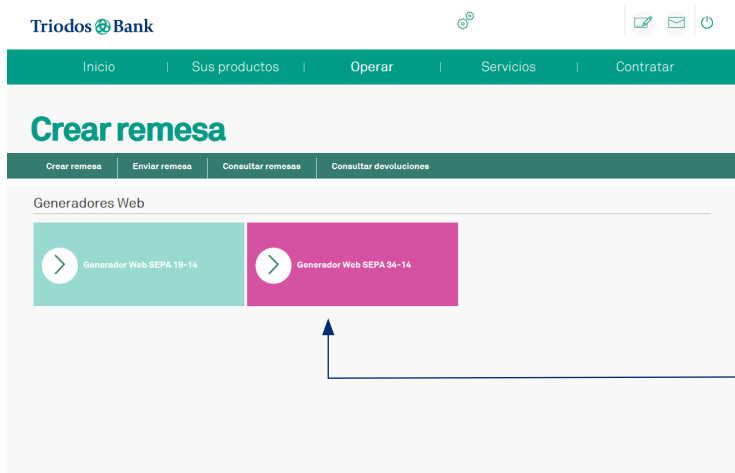 Triodos Bank
Inicio | Sus productos | Operar | Servicios | Contratar
Crear remesa
Crear remesa | Enviar remesa | Consultar remesas | Consultar devoluciones
Generadores Web
Generador Web SEPA 19-14
Generador Web SEPA 34-14